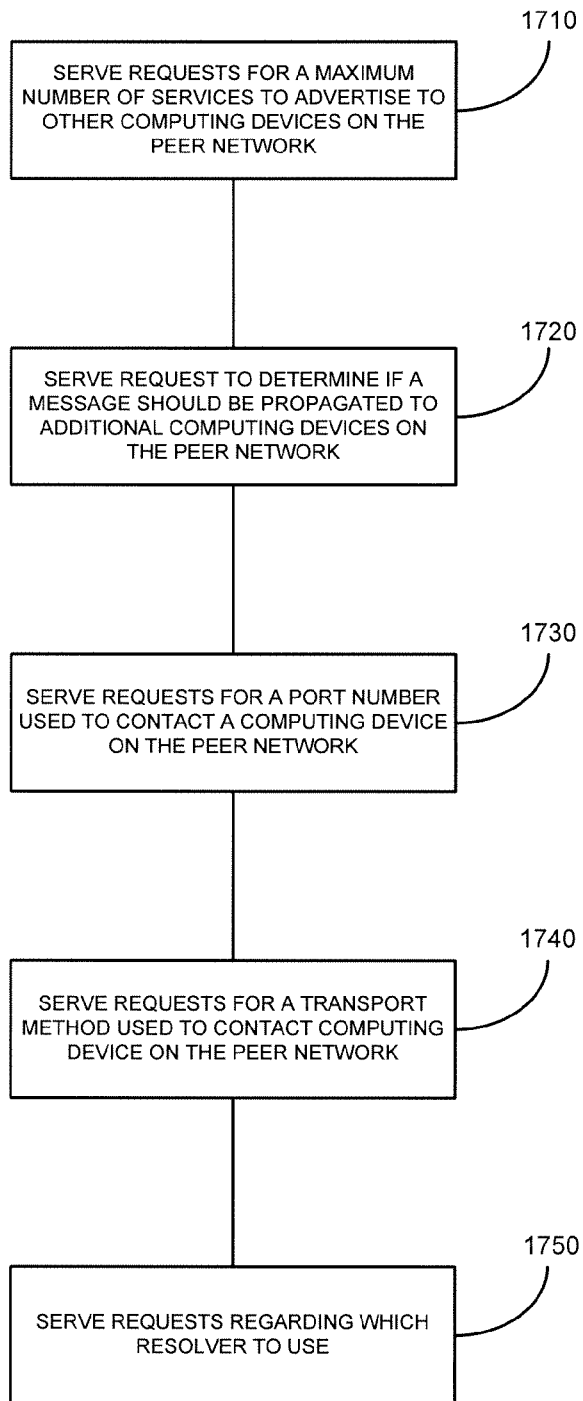 1710
SERVE REQUESTS FOR A MAXIMUM
NUMBER OF SERVICES TO ADVERTISE TO
OTHER COMPUTING DEVICES ON THE
PEER NETWORK
1720
SERVE REQUEST TO DETERMINE IF A
MESSAGE SHOULD BE PROPAGATED TO
ADDITIONAL COMPUTING DEVICES ON
THE PEER NETWORK
1730
SERVE REQUESTS FOR A PORT NUMBER
USED TO CONTACT A COMPUTING DEVICE
ON THE PEER NETWORK
1740
SERVE REQUESTS FOR A TRANSPORT
METHOD USED TO CONTACT COMPUTING
DEVICE ON THE PEER NETWORK
1750
SERVE REQUESTS REGARDING WHICH
RESOLVER TO USE